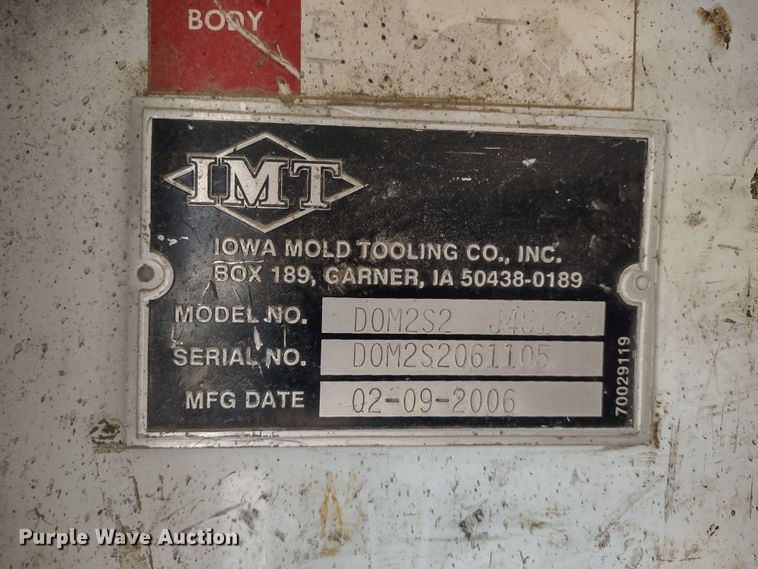 BODY
IMT
IOWA MOLD TOOLING CO., INC.
BOX 189, GARNER, IA 50438-0189
MODEL NO. DOM2S2
SERIAL NO. DOM2S2061105
MFG DATE 02-09-2006
70029119
Purple Wave Auction®